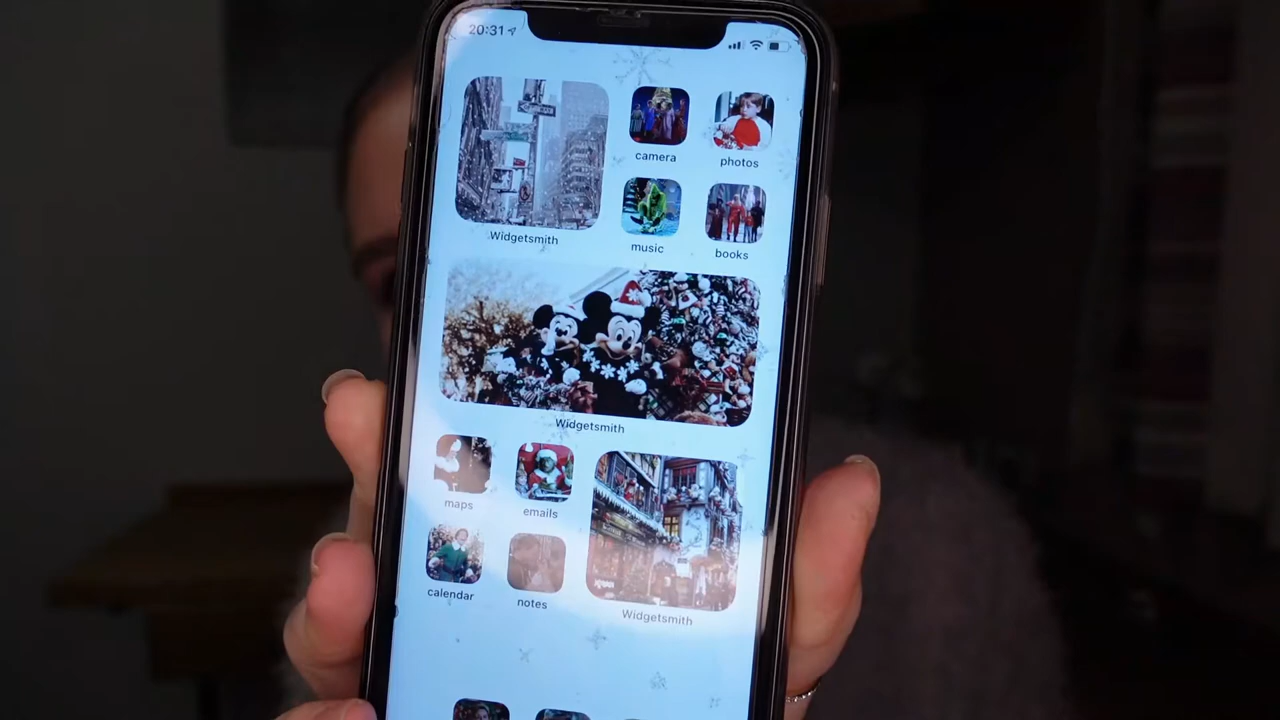 20:31
camera
photos
Widgetsmith
music
books
Widgetsmith
maps
emails
calendar
notes
Widgetsmith